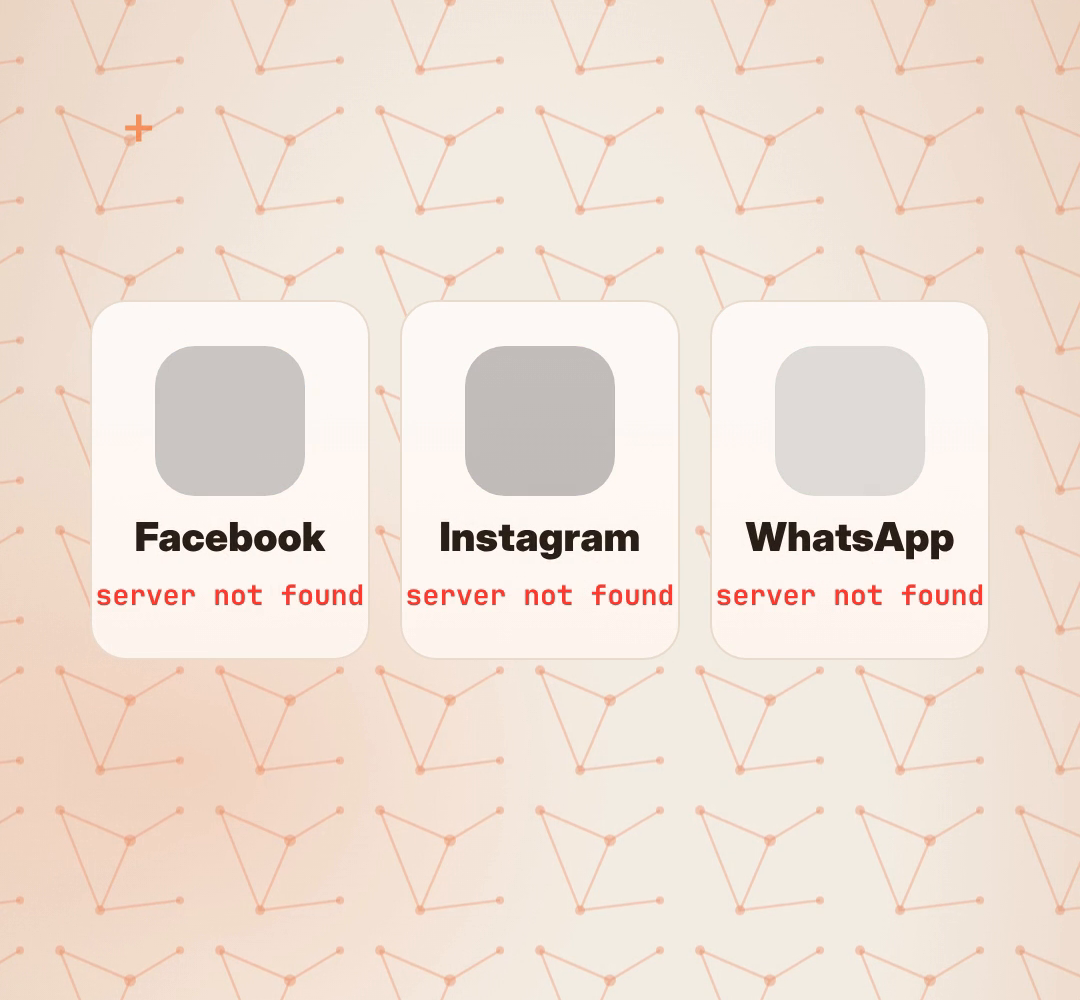 +
Facebook
server not found
Instagram
server not found
WhatsApp
server not found